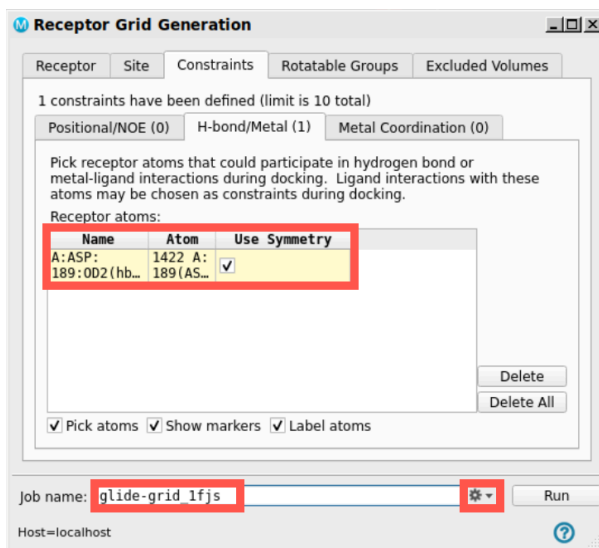 Receptor Grid Generation
Receptor Site Constraints Rotatable Groups Excluded Volumes
1 constraints have been defined (limit is 10 total)
Positional/NOE (0) H-bond/Metal (1) Metal Coordination (0)
Pick receptor atoms that could participate in hydrogen bond or
metal-ligand interactions during docking. Ligand interactions with these
atoms may be chosen as constraints during docking.
Receptor atoms:
Name Atom Use Symmetry
A:ASP: 1422 A:
189:OD2(hb… 189(AS…
Delete
Delete All
Pick atoms Show markers Label atoms
Job name: glide-grid_1fjs Run
Host=localhost